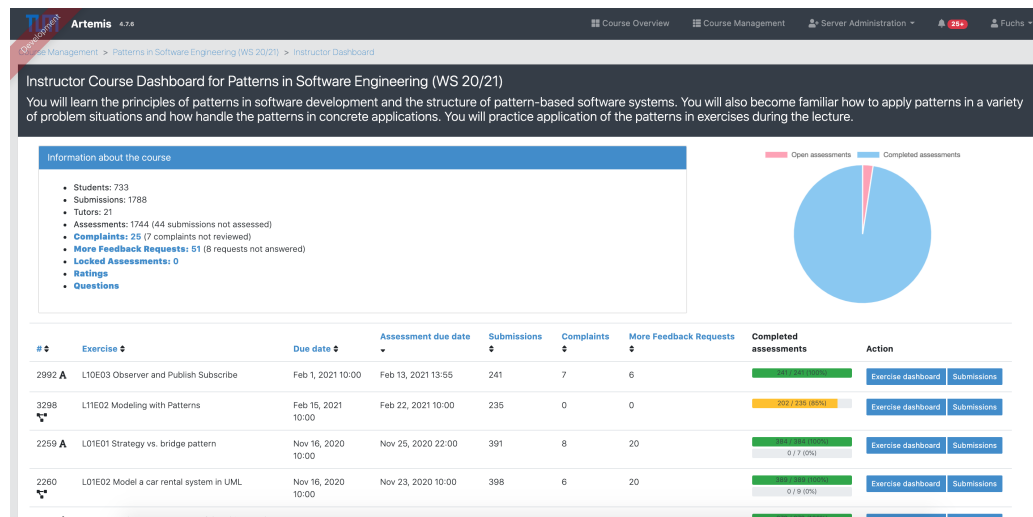 TUM Artemis 4.7.6 Course Overview Course Management Server Administration 25+ Fuchs
Development
Course Management > Patterns in Software Engineering (WS 20/21) > Instructor Dashboard
Instructor Course Dashboard for Patterns in Software Engineering (WS 20/21)
You will learn the principles of patterns in software development and the structure of pattern-based software systems. You will also become familiar how to apply patterns in a variety
of problem situations and how handle the patterns in concrete applications. You will practice application of the patterns in exercises during the lecture.
Information about the course
Students: 733
Submissions: 1788
Tutors: 21
Assessments: 1744 (44 submissions not assessed)
Complaints: 25 (7 complaints not reviewed)
More Feedback Requests: 51 (8 requests not answered)
Locked Assessments: 0
Ratings
Questions
Open assessments Completed assessments
# Exercise Due date Assessment due date Submissions Complaints More Feedback Requests Completed assessments Action
2992 A L10E03 Observer and Publish Subscribe Feb 1, 2021 10:00 Feb 13, 2021 13:55 241 7 6 241 / 241 (100%) Exercise dashboard Submissions
3298 L11E02 Modeling with Patterns Feb 15, 2021 10:00 Feb 22, 2021 10:00 235 0 0 202 / 235 (85%) Exercise dashboard Submissions
2259 A L01E01 Strategy vs. bridge pattern Nov 16, 2020 10:00 Nov 25, 2020 22:00 391 8 20 384 / 384 (100%) Exercise dashboard Submissions
0 / 7 (0%)
2260 L01E02 Model a car rental system in UML Nov 16, 2020 10:00 Nov 23, 2020 10:00 398 6 20 389 / 389 (100%) Exercise dashboard Submissions
0 / 9 (0%)